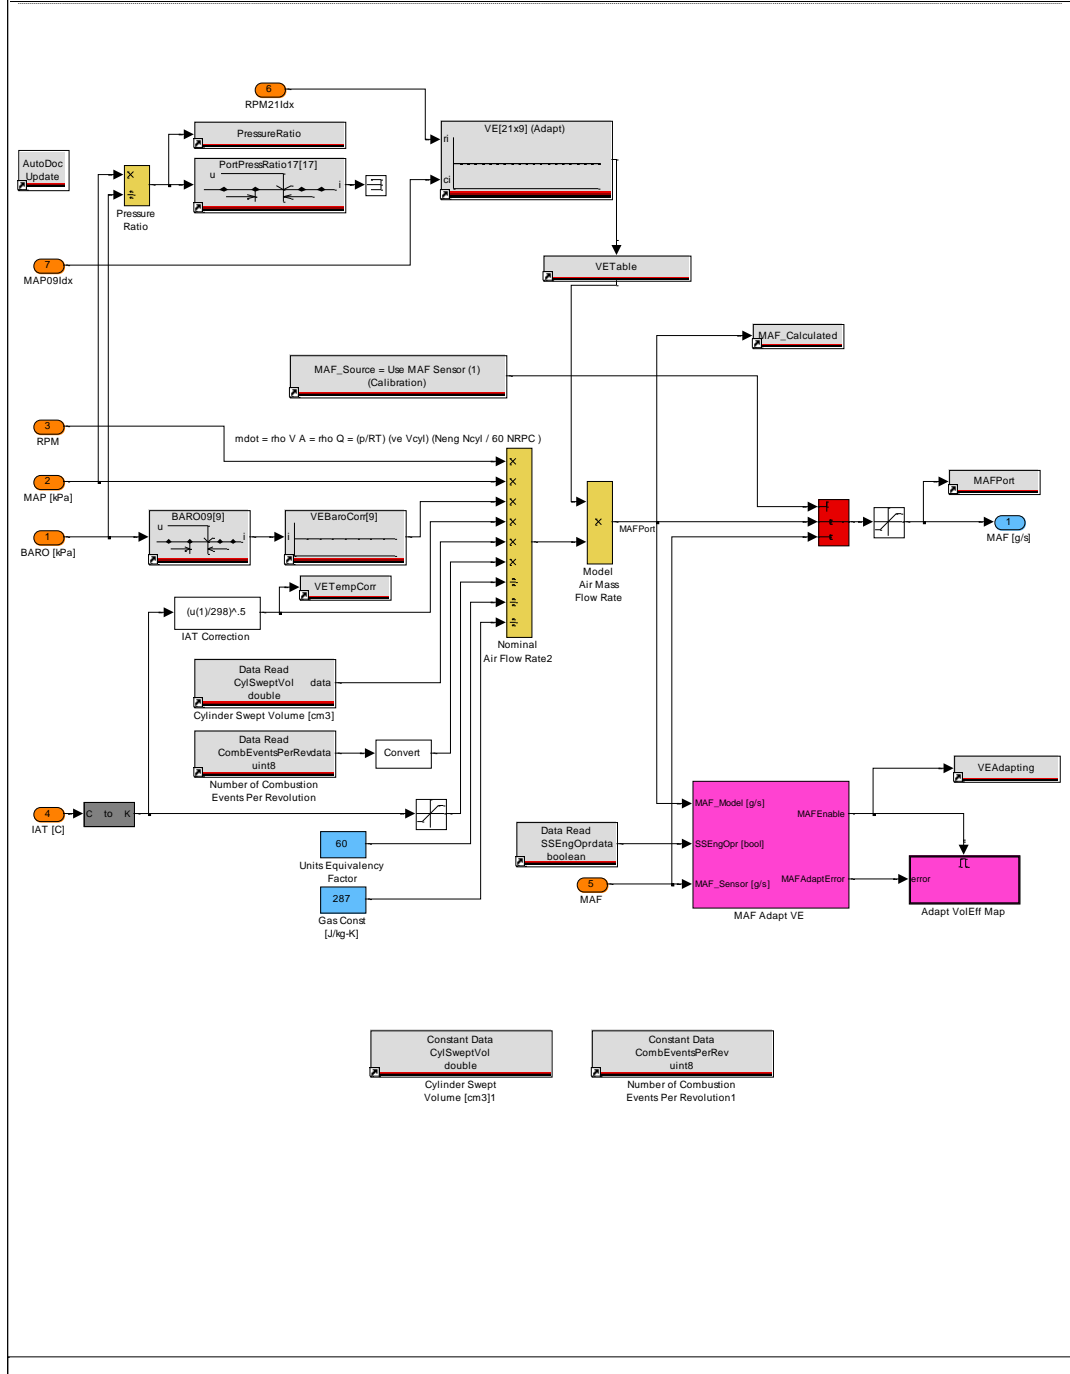 6
RPM21Idx
PressureRatio
VE[21x9] (Adapt)
ri
ci
AutoDoc
Update
PortPressRatio17[17]
u
i
×
÷
Pressure
Ratio
7
MAP09Idx
VETable
MAF_Calculated
MAF_Source = Use MAF Sensor (1)
(Calibration)
3
RPM
mdot = rho V A = rho Q = (p/RT) (ve Vcyl) (Neng Ncyl / 60 NRPC )
2
MAP [kPa]
1
BARO [kPa]
BARO09[9]
u
i
VEBaroCorr[9]
i
×
×
×
×
×
×
÷
÷
÷
Nominal
Air Flow Rate2
×
Model
Air Mass
Flow Rate
MAFPort
MAFPort
1
MAF [g/s]
VETempCorr
(u(1)/298)^.5
IAT Correction
Data Read
CylSweptVol
data
double
Cylinder Swept Volume [cm3]
Data Read
CombEventsPerRevdata
uint8
Number of Combustion
Events Per Revolution
Convert
4
IAT [C]
C to K
60
Units Equivalency
Factor
287
Gas Const
[J/kg-K]
Data Read
SSEngOprdata
boolean
5
MAF
MAF_Model [g/s]
SSEngOpr [bool]
MAF_Sensor [g/s]
MAFEnable
MAFAdaptError
MAF Adapt VE
VEAdapting
error
Adapt VolEff Map
Constant Data
CylSweptVol
double
Cylinder Swept
Volume [cm3]1
Constant Data
CombEventsPerRev
uint8
Number of Combustion
Events Per Revolution1